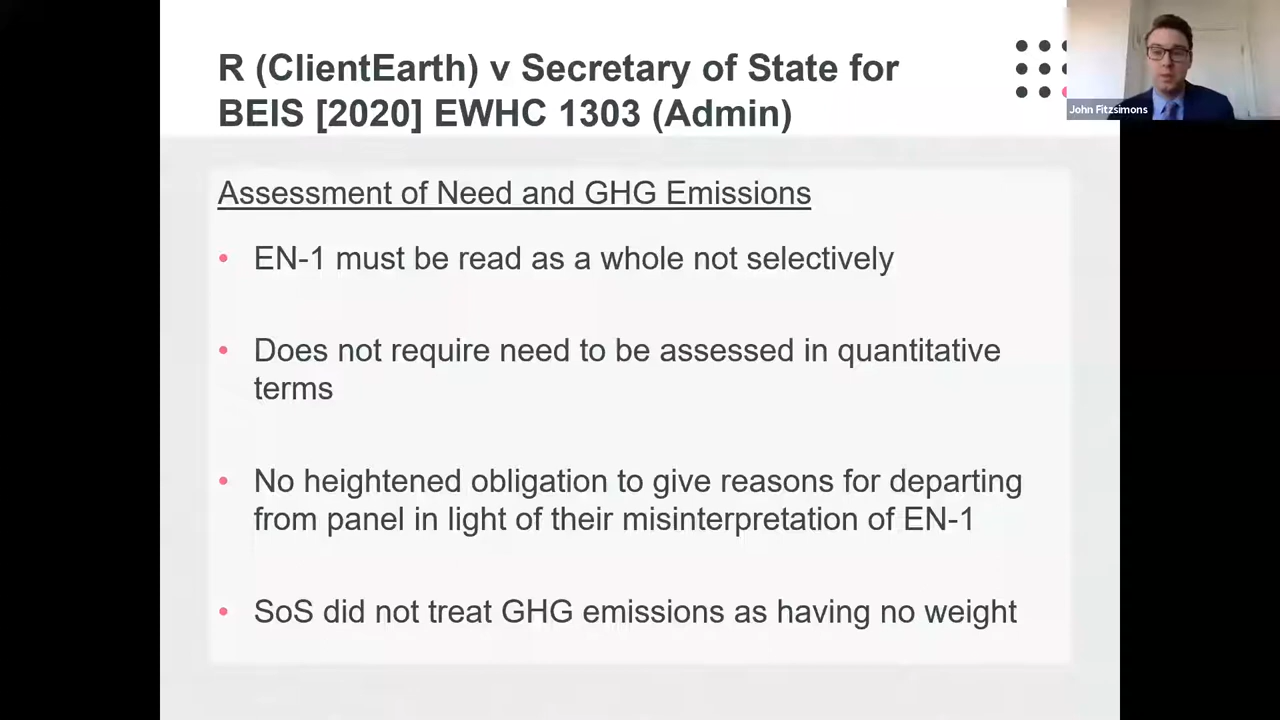 R (ClientEarth) v Secretary of State for
BEIS [2020] EWHC 1303 (Admin)
John Fitzsimons
Assessment of Need and GHG Emissions
• EN-1 must be read as a whole not selectively
• Does not require need to be assessed in quantitative
terms
• No heightened obligation to give reasons for departing
from panel in light of their misinterpretation of EN-1
• SoS did not treat GHG emissions as having no weight